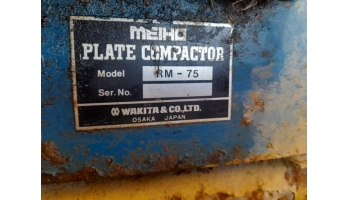 MEIHO
PLATE COMPACTOR
Model RM-75
Ser. No.
WAKITA & CO., LTD.
OSAKA JAPAN